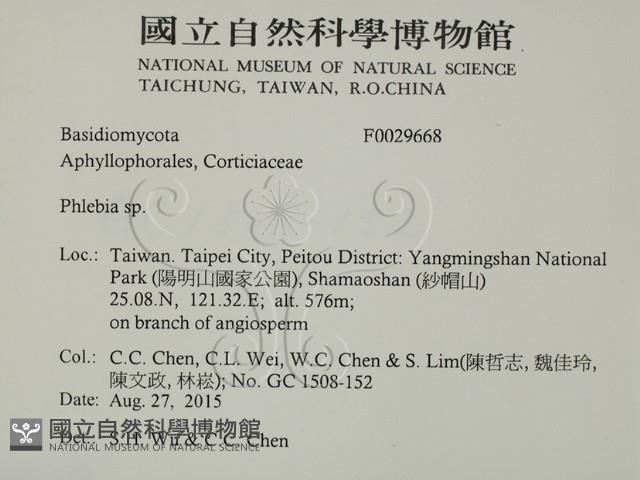 國立自然科學博物館
NATIONAL MUSEUM OF NATURAL SCIENCE
TAICHUNG, TAIWAN, R.O.CHINA
Basidiomycota F0029668
Aphyllophorales, Corticiaceae
Phlebia sp.
Loc.: Taiwan. Taipei City, Peitou District: Yangmingshan National
Park (陽明山國家公園), Shamaoshan (紗帽山)
25.08.N, 121.32.E; alt. 576m;
on branch of angiosperm
Col.: C.C. Chen, C.L. Wei, W.C. Chen & S. Lim(陳哲志, 魏佳玲,
陳文政, 林崧); No. GC 1508-152
Date: Aug. 27, 2015
Det.: S.H. Wu & C.C. Chen
國立自然科學博物館
NATIONAL MUSEUM OF NATURAL SCIENCE